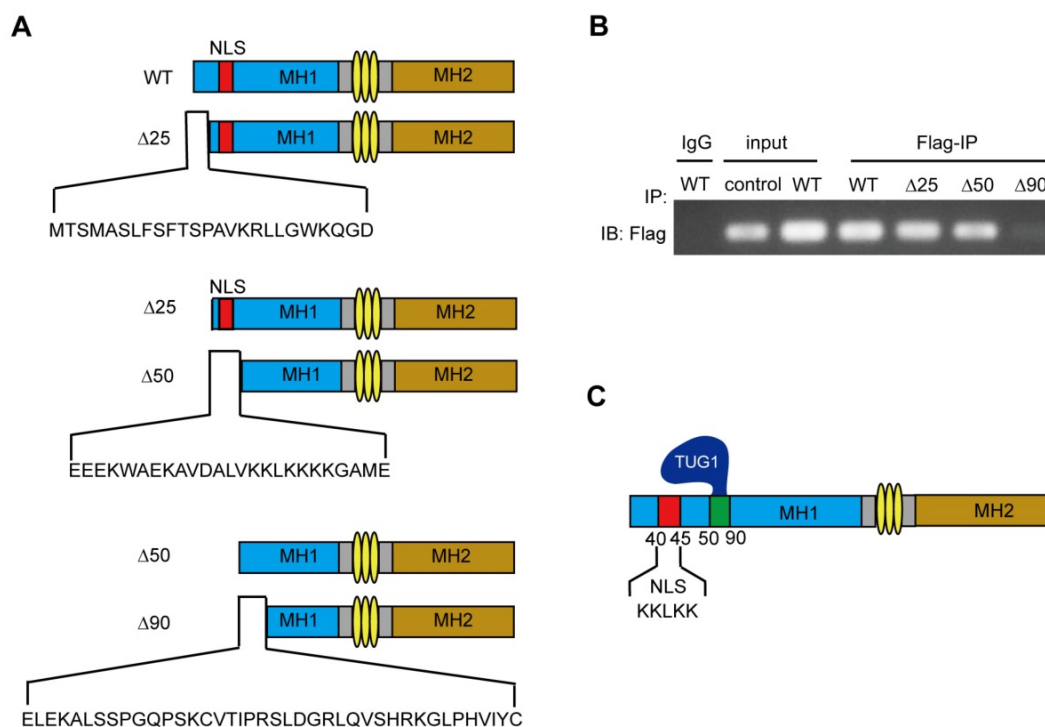 A
NLS
WT MH1 MH2
Δ25 MH1 MH2
MTSMASLFSFTSPAVKRLLGWKQGD
NLS
Δ25 MH1 MH2
Δ50 MH1 MH2
EEEKWAEKAVDALVKKLKKKKGAME
Δ50 MH1 MH2
Δ90 MH1 MH2
ELEKALSSPGQPSKCVTIPRSLDGRLQVSHRKGLPHVIYC
B
IgG input Flag-IP
IP: WT control WT WT Δ25 Δ50 Δ90
IB: Flag
C
TUG1
MH1 MH2
40 45 50 90
NLS
KKLKK